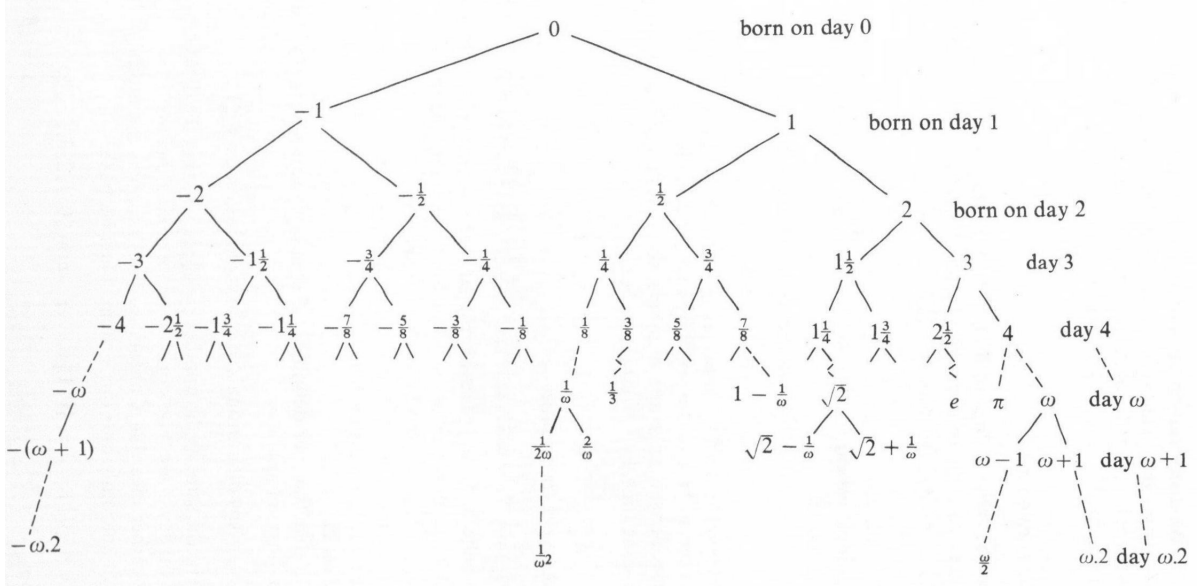 0 born on day 0
−1 1 born on day 1
−2 −½ ½ 2 born on day 2
−3 −1½ −¾ −¼ ¼ ¾ 1½ 3 day 3
−4 −2½ −1¾ −1¼ −⅞ −⅝ −⅜ −⅛ ⅛ ⅜ ⅝ ⅞ 1¼ 1¾ 2½ 4 day 4
−ω 1/ω ⅓ 1 − 1/ω √2 e π ω day ω
−(ω + 1) 1/2ω 2/ω √2 − 1/ω √2 + 1/ω ω−1 ω+1 day ω+1
−ω.2 1/ω² ω/2 ω.2 day ω.2